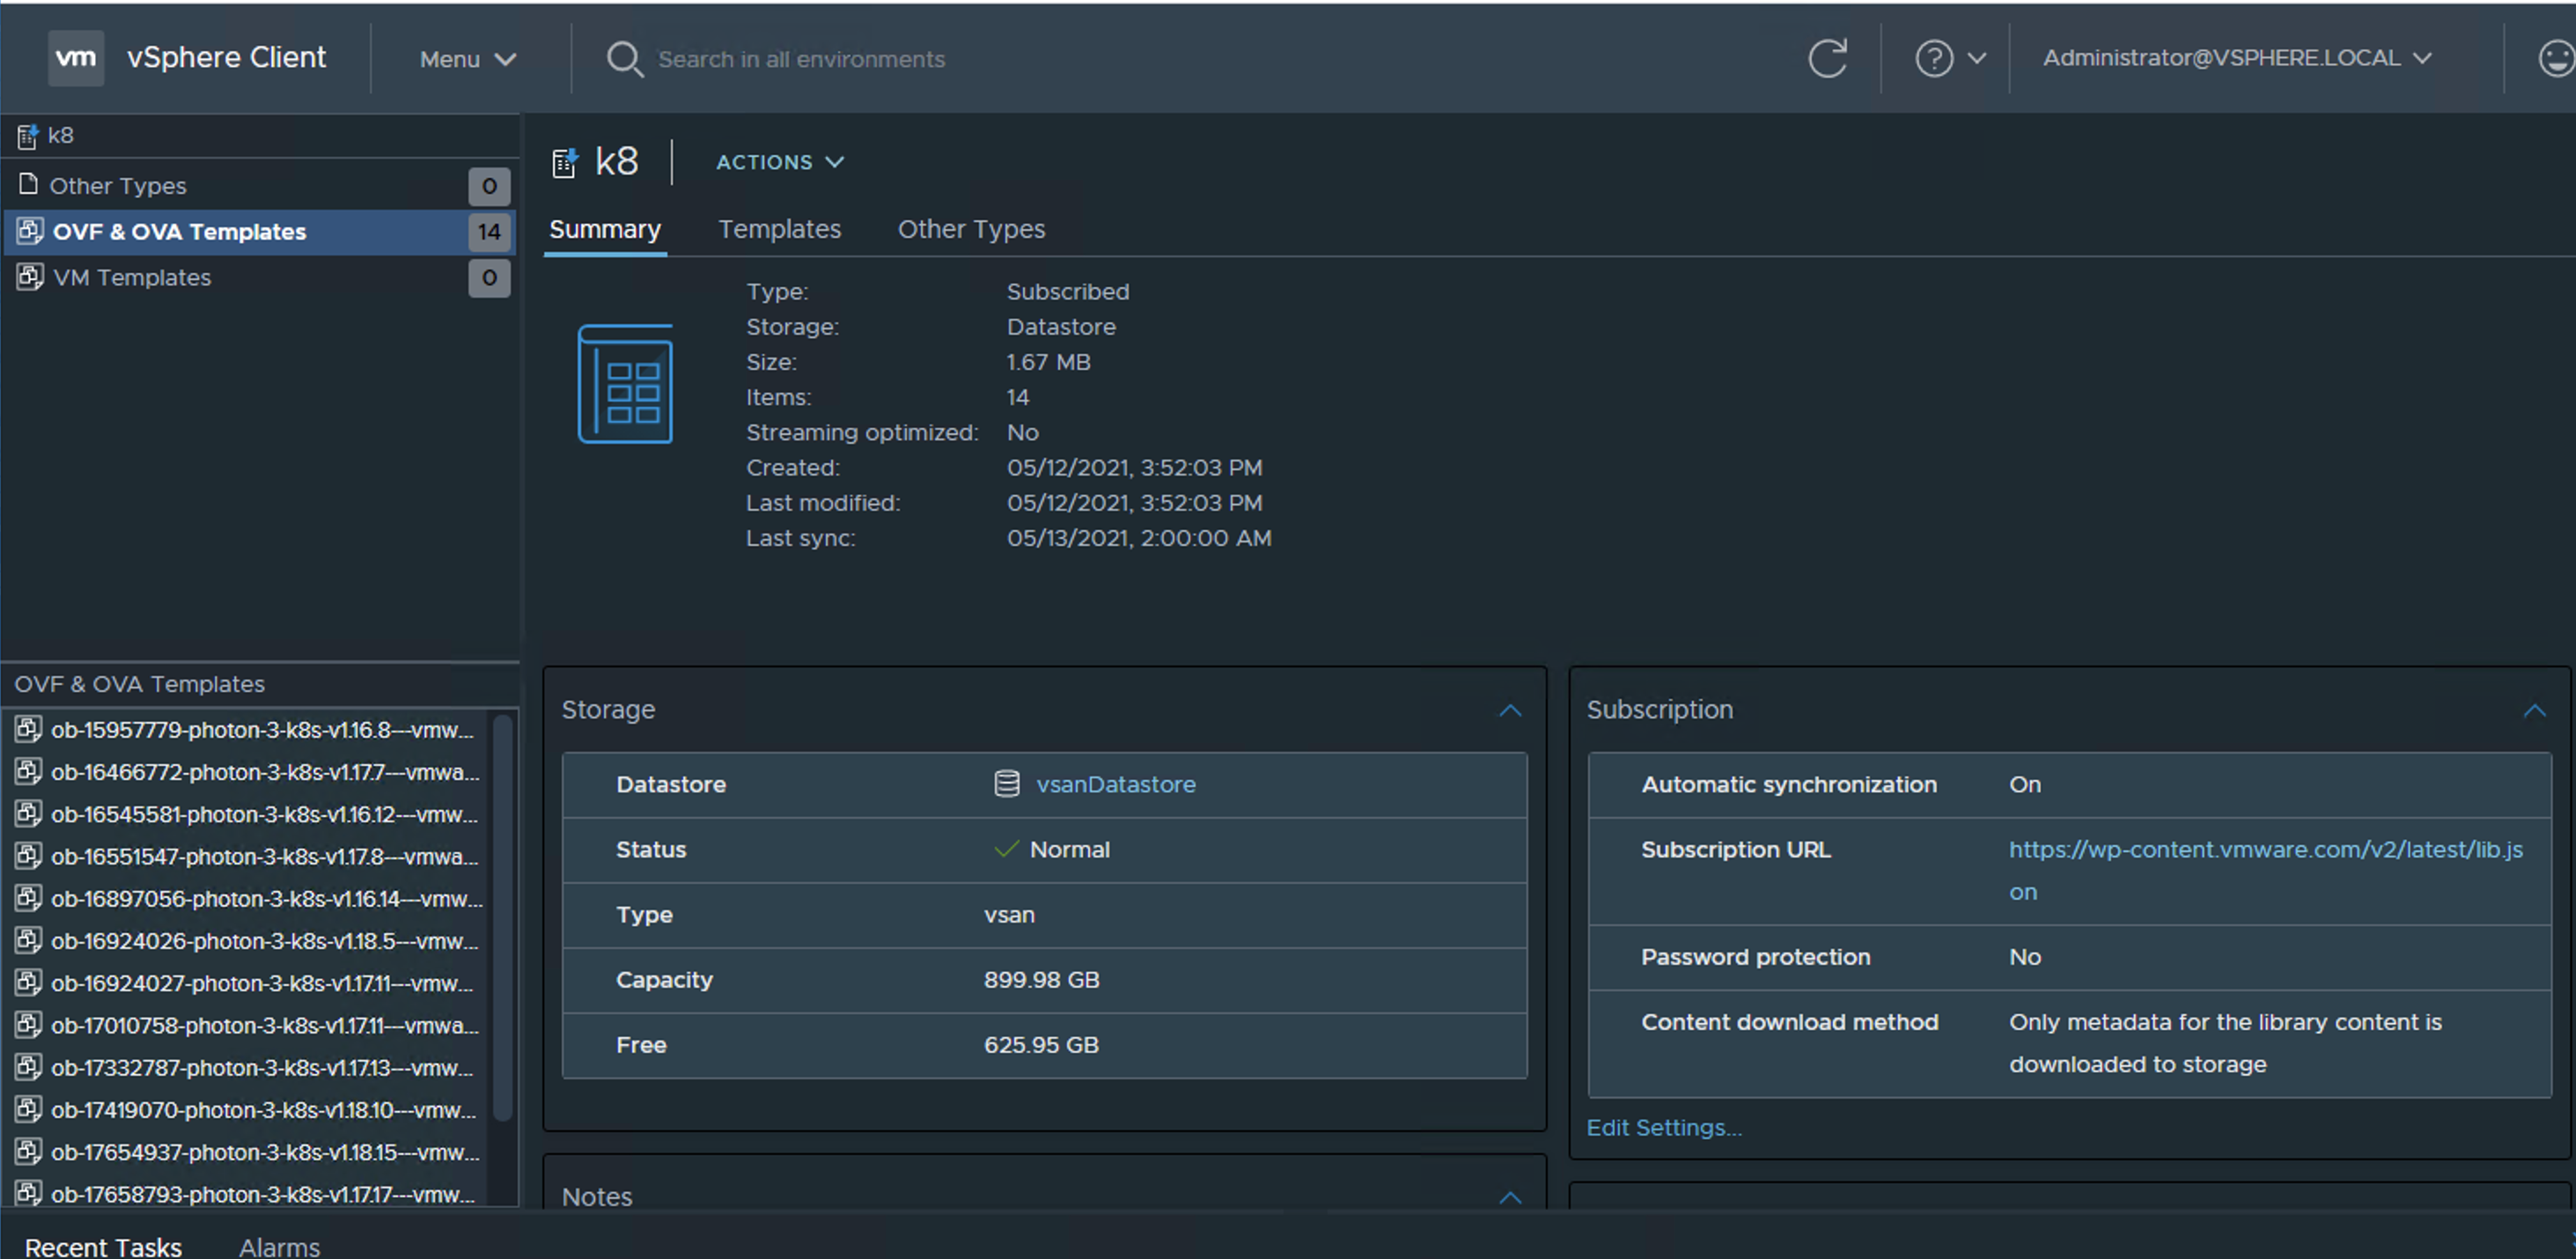 vm vSphere Client Menu Search in all environments Administrator@VSPHERE.LOCAL
k8
Other Types 0
OVF & OVA Templates 14
VM Templates 0
k8 ACTIONS
Summary Templates Other Types
Type: Subscribed
Storage: Datastore
Size: 1.67 MB
Items: 14
Streaming optimized: No
Created: 05/12/2021, 3:52:03 PM
Last modified: 05/12/2021, 3:52:03 PM
Last sync: 05/13/2021, 2:00:00 AM
OVF & OVA Templates
ob-15957779-photon-3-k8s-v1.16.8---vmw...
ob-16466772-photon-3-k8s-v1.17.7---vmwa...
ob-16545581-photon-3-k8s-v1.16.12---vmw...
ob-16551547-photon-3-k8s-v1.17.8---vmwa...
ob-16897056-photon-3-k8s-v1.16.14---vmw...
ob-16924026-photon-3-k8s-v1.18.5---vmw...
ob-16924027-photon-3-k8s-v1.17.11---vmw...
ob-17010758-photon-3-k8s-v1.17.11---vmwa...
ob-17332787-photon-3-k8s-v1.17.13---vmw...
ob-17419070-photon-3-k8s-v1.18.10---vmw...
ob-17654937-photon-3-k8s-v1.18.15---vmw...
ob-17658793-photon-3-k8s-v1.17.17---vmw...
Storage
Datastore vsanDatastore
Status Normal
Type vsan
Capacity 899.98 GB
Free 625.95 GB
Notes
Subscription
Automatic synchronization On
Subscription URL https://wp-content.vmware.com/v2/latest/lib.js
on
Password protection No
Content download method Only metadata for the library content is
downloaded to storage
Edit Settings...
Recent Tasks Alarms